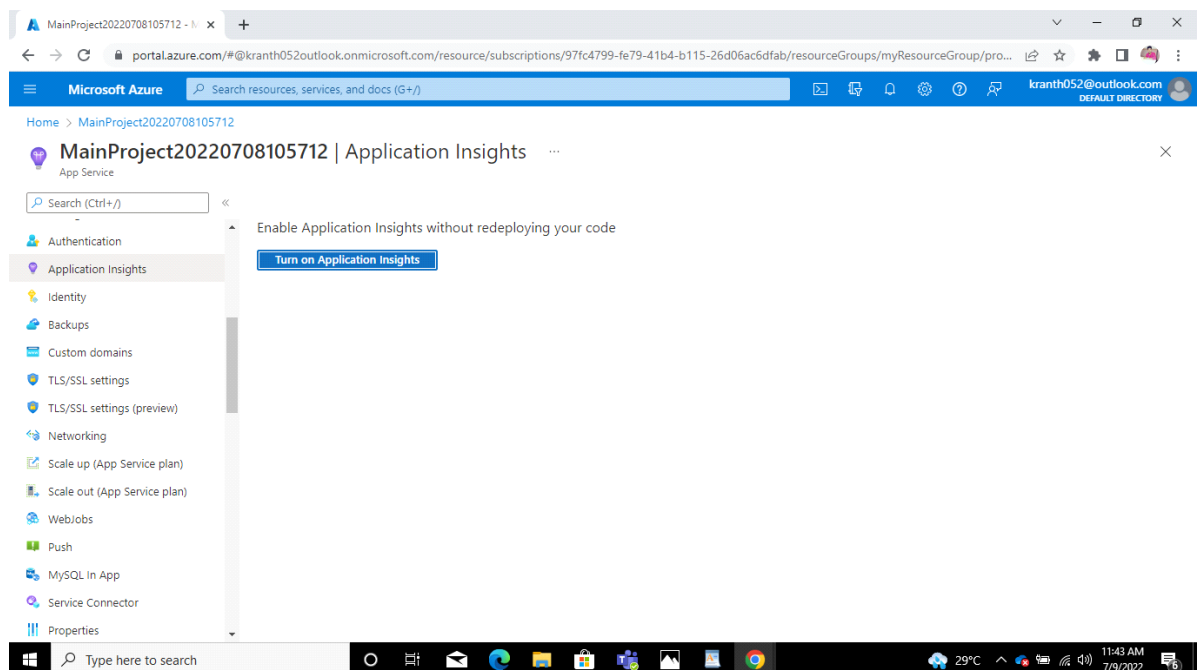 MainProject20220708105712 - M
portal.azure.com/#@kranth052outlook.onmicrosoft.com/resource/subscriptions/97fc4799-fe79-41b4-b115-26d06ac6dfab/resourceGroups/myResourceGroup/pro...
Microsoft Azure
Search resources, services, and docs (G+/)
kranth052@outlook.com
DEFAULT DIRECTORY
Home > MainProject20220708105712
MainProject20220708105712 | Application Insights ...
App Service
Search (Ctrl+/)
«
Enable Application Insights without redeploying your code
Turn on Application Insights
Authentication
Application Insights
Identity
Backups
Custom domains
TLS/SSL settings
TLS/SSL settings (preview)
Networking
Scale up (App Service plan)
Scale out (App Service plan)
WebJobs
Push
MySQL In App
Service Connector
Properties
Type here to search
29°C
11:43 AM
7/9/2022
6